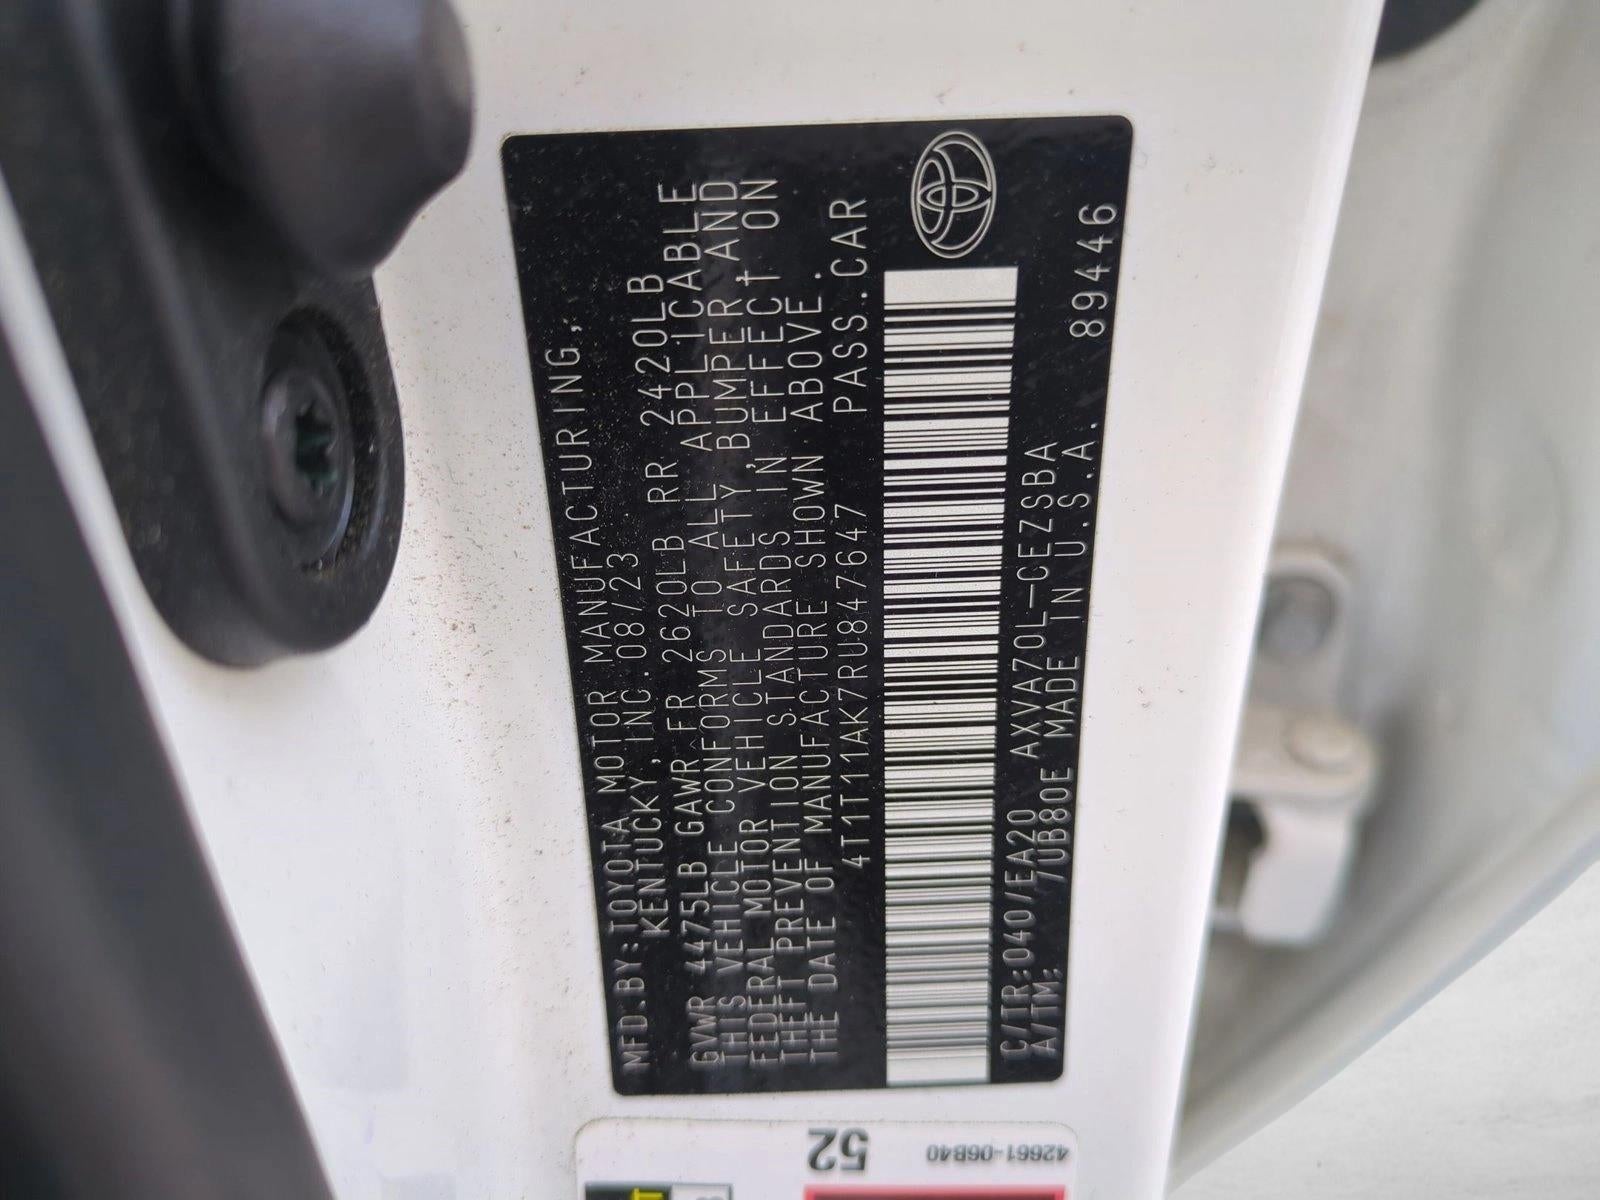 MFD.BY:TOYOTA MOTOR MANUFACTURING,
KENTUCKY, INC.08/23
GVWR 4475LB GAWR FR 2620LB RR 2420LB
THIS VEHICLE CONFORMS TO ALL APPLICABLE
FEDERAL MOTOR VEHICLE SAFETY, BUMPER, AND
THEFT PREVENTION STANDARDS IN EFFECT ON
THE DATE OF MANUFACTURE SHOWN ABOVE.
4T1T11AK7RU847647 PASS.CAR
C/TR:040/EA20 AXVA70L-CEZSBA
A/TM: /UB80E MADE IN U.S.A. 89446
52
42661-06B40